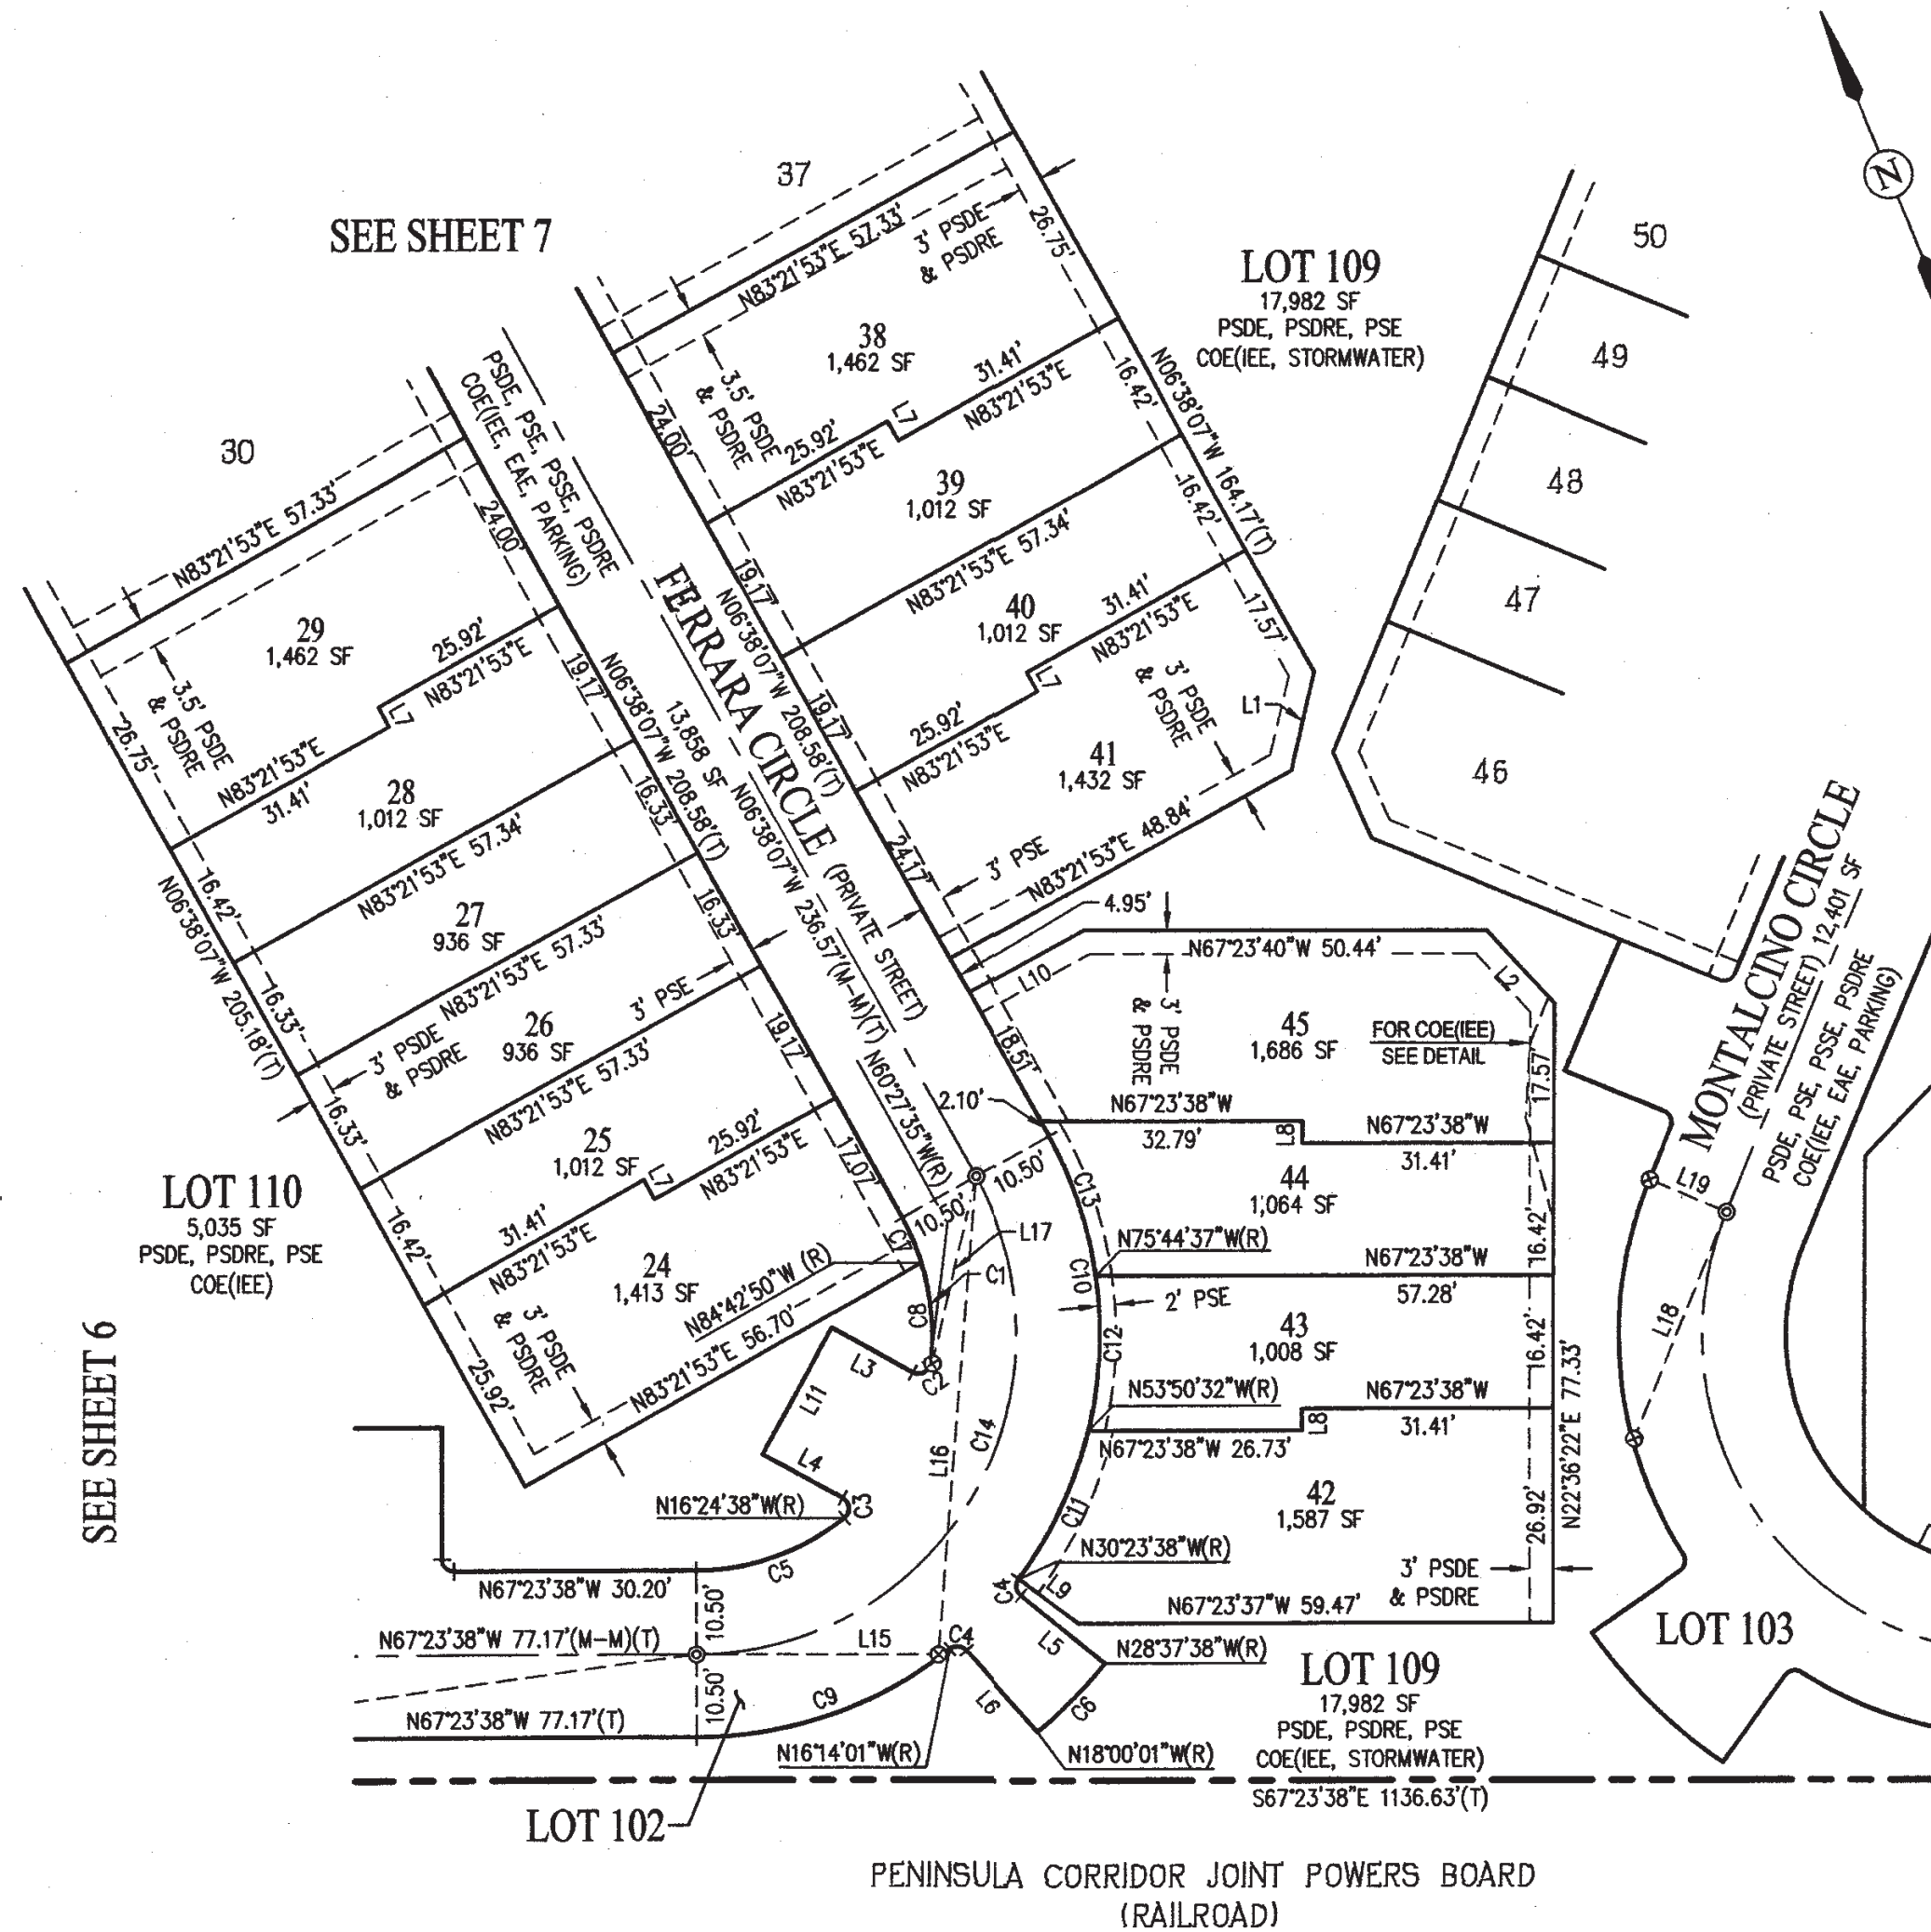 SEE SHEET 7
37
N83°21'53"E 57.33'
3' PSDE
& PSDRE
26.75'
38
1,462 SF
3.5' PSDE
& PSDRE
24.00'
31.41'
N83°21'53"E
L7
25.92'
N83°21'53"E
LOT 109
17,982 SF
PSDE, PSDRE, PSE
COE(IEE, STORMWATER)
N
50
49
48
47
46
N06°38'07"W 164.17'(T)
16.42'
39
1,012 SF
16.42'
19.17'
N83°21'53"E 57.34'
40
1,012 SF
31.41'
N83°21'53"E
L7
25.92'
N83°21'53"E
19.17'
17.57'
L1
3' PSDE
& PSDRE
41
1,432 SF
24.17'
3' PSE
N83°21'53"E 48.84'
4.95'
PSDE, PSE, PSSE, PSDRE
COE(IEE, EAE, PARKING)
FERRARA CIRCLE
(PRIVATE STREET)
13,858 SF
N06°38'07"W 208.58'(T)
N06°38'07"W 208.58'(T)
N06°38'07"W 236.57'(M-M)(T)
30
N83°21'53"E 57.33'
24.00'
29
1,462 SF
3.5' PSDE
& PSDRE
26.75'
25.92'
N83°21'53"E
L7
N83°21'53"E
31.41'
19.17'
28
1,012 SF
16.42'
N83°21'53"E 57.34'
16.33'
27
936 SF
16.33'
N83°21'53"E 57.33'
16.33'
N06°38'07"W 205.18'(T)
26
936 SF
3' PSE
3' PSDE
& PSDRE
16.33'
N83°21'53"E 57.33'
19.17'
25
1,012 SF
16.42'
25.92'
N83°21'53"E
L7
31.41'
N83°21'53"E
17.07'
24
1,413 SF
3' PSDE
& PSDRE
25.92'
N84°42'50"W (R)
N83°21'53"E 56.70'
C7
C8
LOT 110
5,035 SF
PSDE, PSDRE, PSE
COE(IEE)
SEE SHEET 6
L10
N67°23'40"W 50.44'
L2
3' PSDE
& PSDRE
45
1,686 SF
FOR COE(IEE)
SEE DETAIL
17.57'
18.51'
2.10'
N67°23'38"W
32.79'
L8
N67°23'38"W
31.41'
N60°27'35"W(R)
10.50'
10.50'
L17
C1
C13
44
1,064 SF
16.42'
N75°44'37"W(R)
N67°23'38"W
57.28'
C10
2' PSE
C12
43
1,008 SF
16.42'
N53°50'32"W(R)
N67°23'38"W
31.41'
L8
N67°23'38"W 26.73'
N22°36'22"E 77.33'
C11
42
1,587 SF
26.92'
N30°23'38"W(R)
L9
3' PSDE
& PSDRE
N67°23'37"W 59.47'
C2
L3
L11
L4
C3
L16
C14
N16°24'38"W(R)
C5
N67°23'38"W 30.20'
10.50'
N67°23'38"W 77.17'(M-M)(T)
L15
C4
C4
L5
N28°37'38"W(R)
10.50'
C9
L6
C6
N67°23'38"W 77.17'(T)
N16°14'01"W(R)
N18°00'01"W(R)
LOT 109
17,982 SF
PSDE, PSDRE, PSE
COE(IEE, STORMWATER)
S67°23'38"E 1136.63'(T)
LOT 102
MONTALCINO CIRCLE
(PRIVATE STREET) 12,401 SF
PSDE, PSE, PSSE, PSDRE
COE(IEE, EAE, PARKING)
L19
L18
LOT 103
PENINSULA CORRIDOR JOINT POWERS BOARD
(RAILROAD)